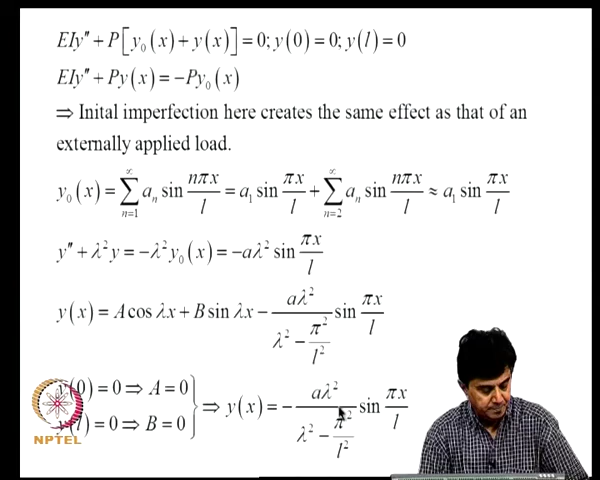 EIy″ + P[y₀(x) + y(x)] = 0; y(0) = 0; y(l) = 0
EIy″ + Py(x) = −Py₀(x)
⇒ Inital imperfection here creates the same effect as that of an
externally applied load.
y₀(x) = ∑_{n=1}^{∞} aₙ sin nπx/l = a₁ sin πx/l + ∑_{n=2}^{∞} aₙ sin nπx/l ≈ a₁ sin πx/l
y″ + λ²y = −λ²y₀(x) = −aλ² sin πx/l
y(x) = A cos λx + B sin λx − aλ²/(λ² − π²/l²) sin πx/l
y(0) = 0 ⇒ A = 0
y(l) = 0 ⇒ B = 0 } ⇒ y(x) = − aλ²/(λ² − π²/l²) sin πx/l
NPTEL